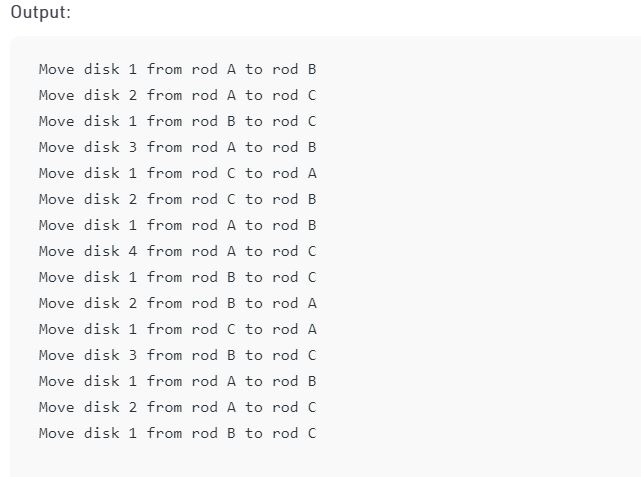 Output:
Move disk 1 from rod A to rod B
Move disk 2 from rod A to rod C
Move disk 1 from rod B to rod C
Move disk 3 from rod A to rod B
Move disk 1 from rod C to rod A
Move disk 2 from rod C to rod B
Move disk 1 from rod A to rod B
Move disk 4 from rod A to rod C
Move disk 1 from rod B to rod C
Move disk 2 from rod B to rod A
Move disk 1 from rod C to rod A
Move disk 3 from rod B to rod C
Move disk 1 from rod A to rod B
Move disk 2 from rod A to rod C
Move disk 1 from rod B to rod C